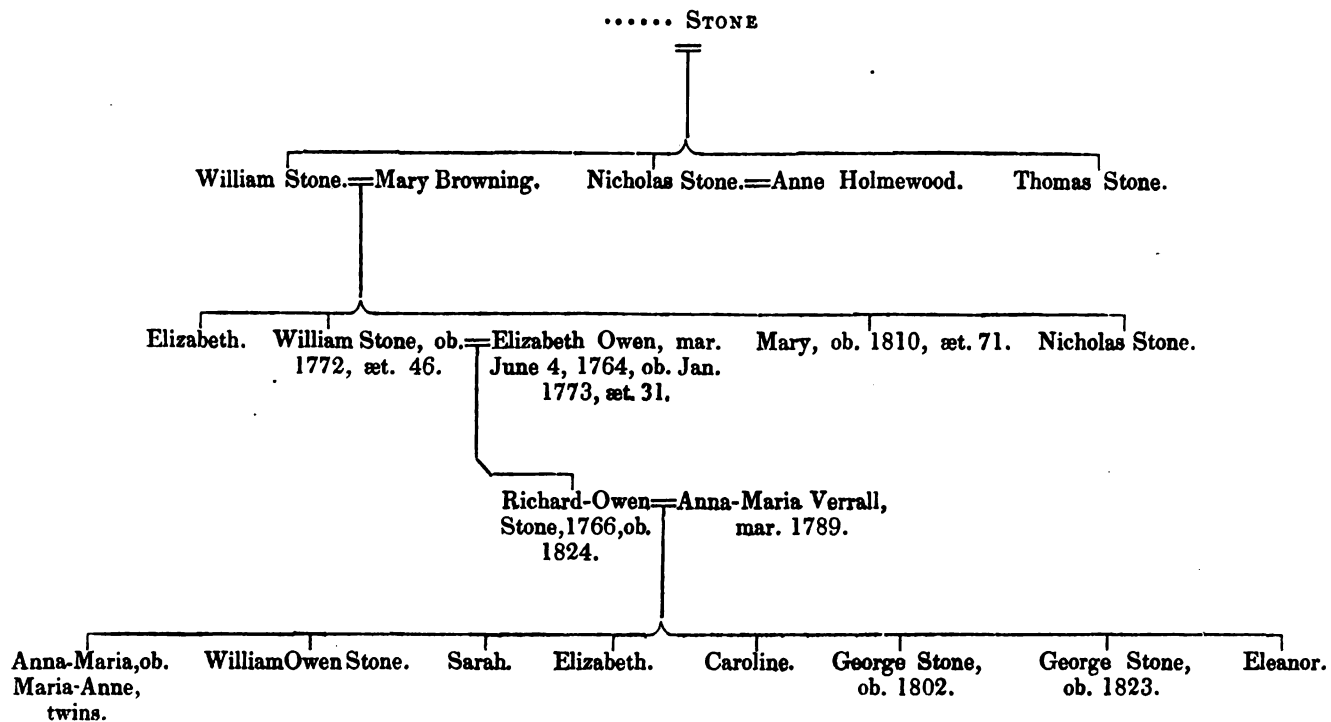 ...... STONE
William Stone.=Mary Browning. Nicholas Stone.=Anne Holmewood. Thomas Stone.
Elizabeth. William Stone, ob.=Elizabeth Owen, mar. Mary, ob. 1810, æt. 71. Nicholas Stone.
1772, æt. 46. June 4, 1764, ob. Jan.
1773, æt. 31.
Richard-Owen=Anna-Maria Verrall,
Stone, 1766, ob. mar. 1789.
1824.
Anna-Maria, ob. William Owen Stone. Sarah. Elizabeth. Caroline. George Stone, George Stone, Eleanor.
Maria-Anne, ob. 1802. ob. 1823.
twins.